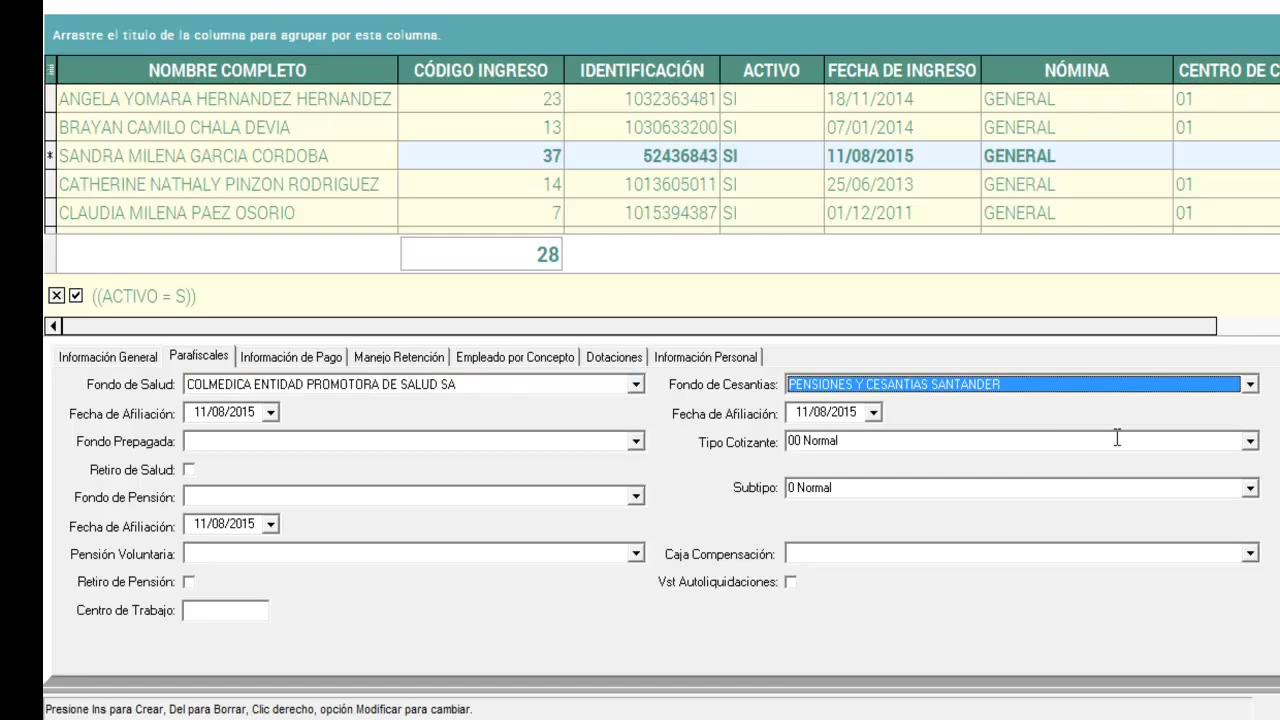 Arrastre el titulo de la columna para agrupar por esta columna.
NOMBRE COMPLETO CÓDIGO INGRESO IDENTIFICACIÓN ACTIVO FECHA DE INGRESO NÓMINA CENTRO DE C
ANGELA YOMARA HERNANDEZ HERNANDEZ 23 1032363481 SI 18/11/2014 GENERAL 01
BRAYAN CAMILO CHALA DEVIA 13 1030633200 SI 07/01/2014 GENERAL 01
* SANDRA MILENA GARCIA CORDOBA 37 52436843 SI 11/08/2015 GENERAL
CATHERINE NATHALY PINZON RODRIGUEZ 14 1013605011 SI 25/06/2013 GENERAL 01
CLAUDIA MILENA PAEZ OSORIO 7 1015394387 SI 01/12/2011 GENERAL 01
28
((ACTIVO = S))
Información General Parafiscales Información de Pago Manejo Retención Empleado por Concepto Dotaciones Información Personal
Fondo de Salud: COLMEDICA ENTIDAD PROMOTORA DE SALUD SA Fondo de Cesantias: PENSIONES Y CESANTIAS SANTANDER
Fecha de Afiliación: 11/08/2015 Fecha de Afiliación: 11/08/2015
Fondo Prepagada: Tipo Cotizante: 00 Normal
Retiro de Salud:
Fondo de Pensión: Subtipo: 0 Normal
Fecha de Afiliación: 11/08/2015
Pensión Voluntaria: Caja Compensación:
Retiro de Pensión: Vst Autoliquidaciones:
Centro de Trabajo:
Presione Ins para Crear, Del para Borrar, Clic derecho, opción Modificar para cambiar.